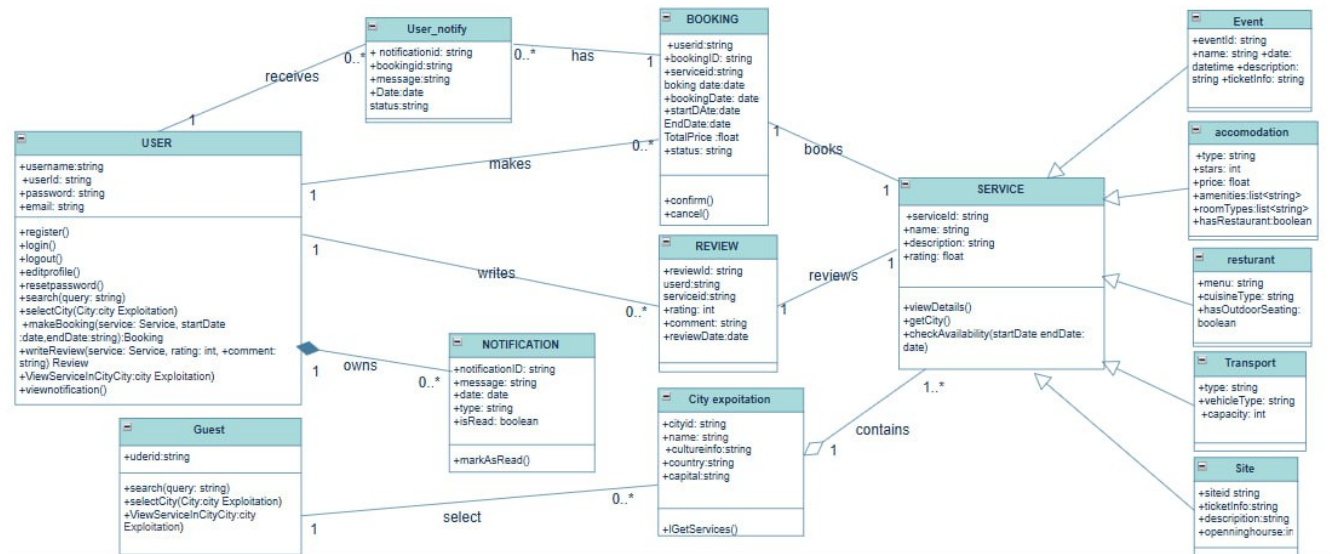 User_notify
+ notificationid: string
+bookingid:string
+message:string
+Date:date
status:string
receives
0..*
1
0..*
has
1
BOOKING
+userid:string
+bookingID: string
+serviceid:string
boking date:date
+bookingDate: date
+startDAte:date
EndDate:date
TotalPrice :float
+status: string
+confirm()
+cancel()
USER
+username:string
+userId: string
+password: string
+email: string
+register()
+login()
+logout()
+editprofile()
+resetpassword()
+search(query: string)
+selectCity(City:city Exploitation)
+makeBooking(service: Service, startDate
:date,endDate:string):Booking
+writeReview(service: Service, rating: int, +comment:
string) Review
+ViewServiceInCityCity:city Exploitation)
+viewnotification()
1
makes
0..*
1
writes
0..*
1
owns
0..*
1
books
1
REVIEW
+reviewId: string
userd:string
serviceid:string
+rating: int
+comment: string
+reviewDate:date
1
reviews
1
NOTIFICATION
+notificationID: string
+message: string
+date: date
+type: string
+isRead: boolean
+markAsRead()
Guest
+uderid:string
+search(query: string)
+selectCity(City:city Exploitation)
+ViewServiceInCityCity:city
Exploitation)
1
select
0..*
City expoitation
+cityid: string
+name: string
+cultureinfo:string
+country:string
+capital:string
+IGetServices()
1
contains
1..*
SERVICE
+serviceId: string
+name: string
+description: string
+rating: float
+viewDetails()
+getCity()
+checkAvailability(startDate endDate:
date)
Event
+eventId: string
+name: string +date:
datetime +description:
string +ticketInfo: string
accomodation
+type: string
+stars: int
+price: float
+amenities:list<string>
+roomTypes:list<string>
+hasRestaurant:boolean
resturant
+menu: string
+cuisineType: string
+hasOutdoorSeating:
boolean
Transport
+type: string
+vehicleType: string
+capacity: int
Site
+siteid string
+ticketInfo:string
+description:string
+openninghourse:ir